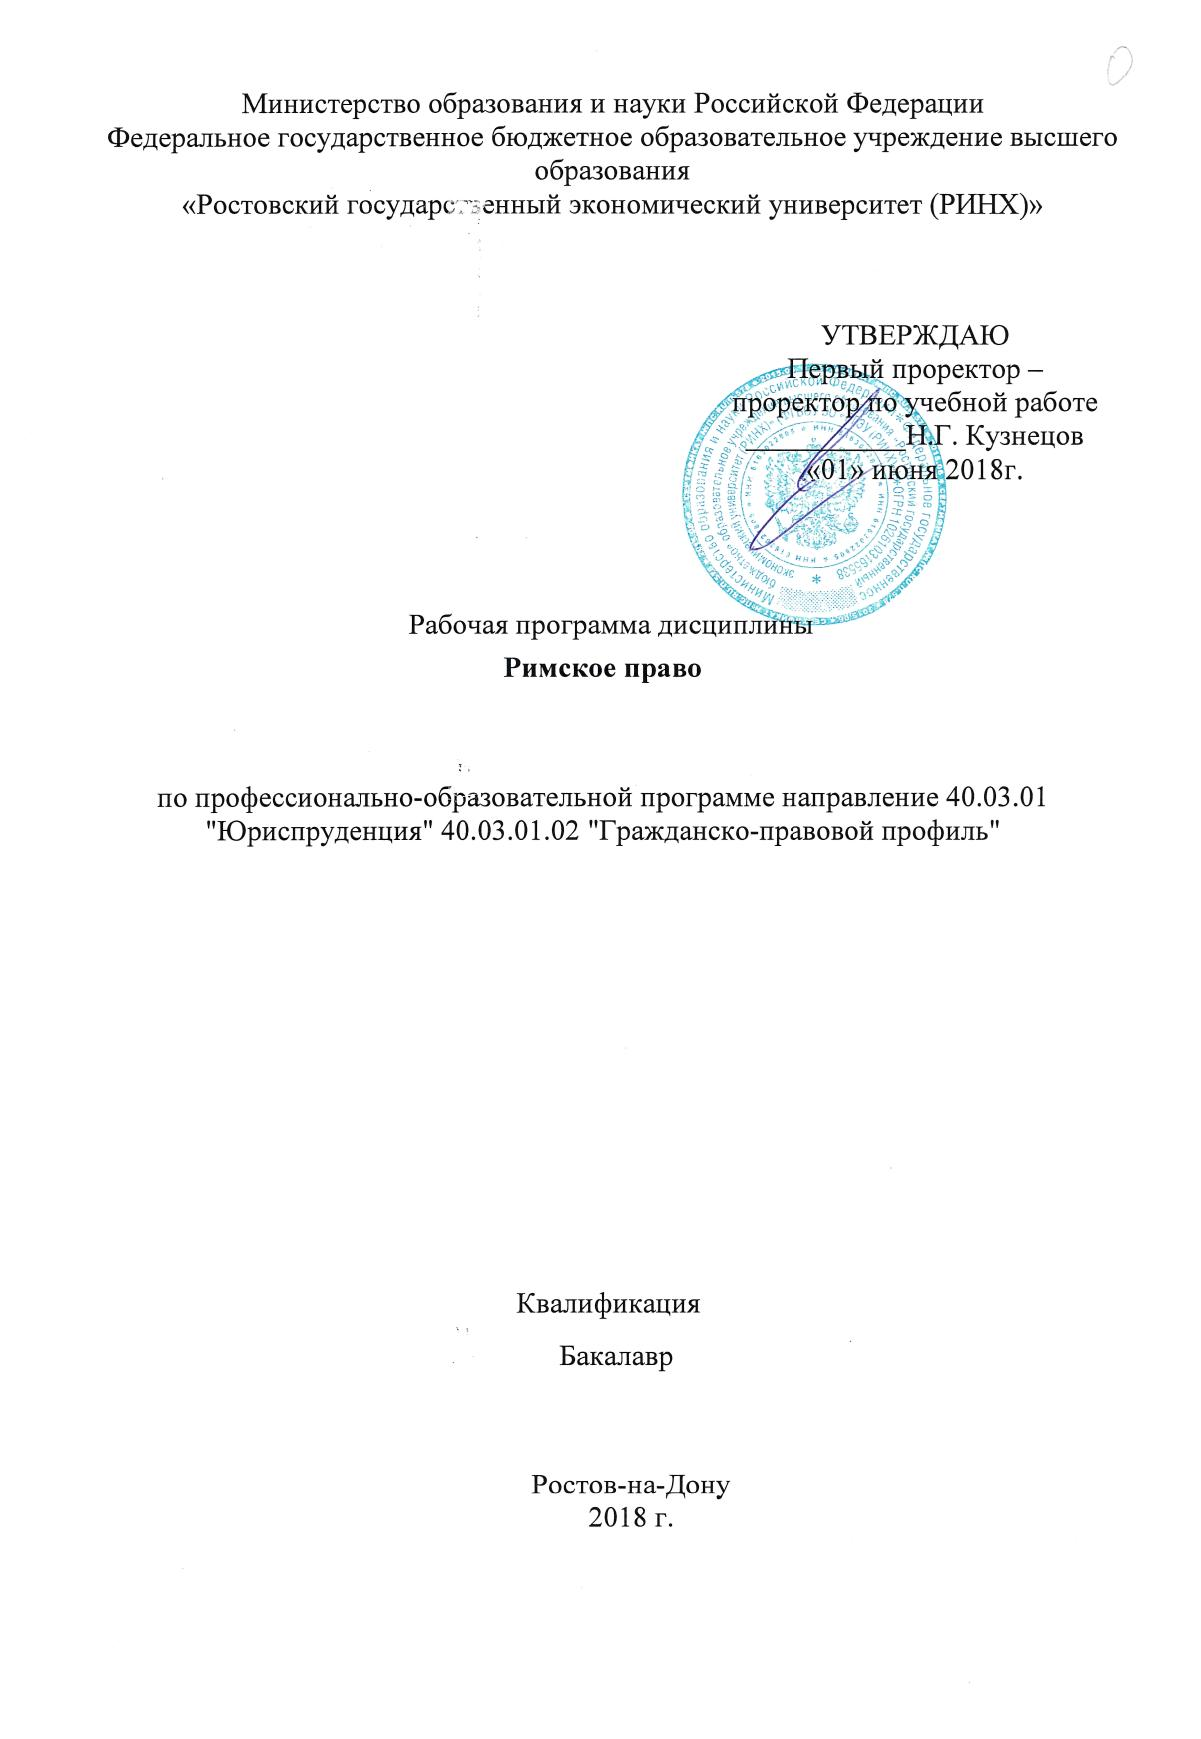 Министерство образования и науки Российской Федерации
Федеральное государственное бюджетное образовательное учреждение высшего
образования
«Ростовский государственный экономический университет (РИНХ)»
УТВЕРЖДАЮ
Первый проректор –
проректор по учебной работе
___________Н.Г. Кузнецов
«01» июня 2018г.
Рабочая программа дисциплины
Римское право
по профессионально-образовательной программе направление 40.03.01
"Юриспруденция" 40.03.01.02 "Гражданско-правовой профиль"
Квалификация
Бакалавр
Ростов-на-Дону
2018 г.